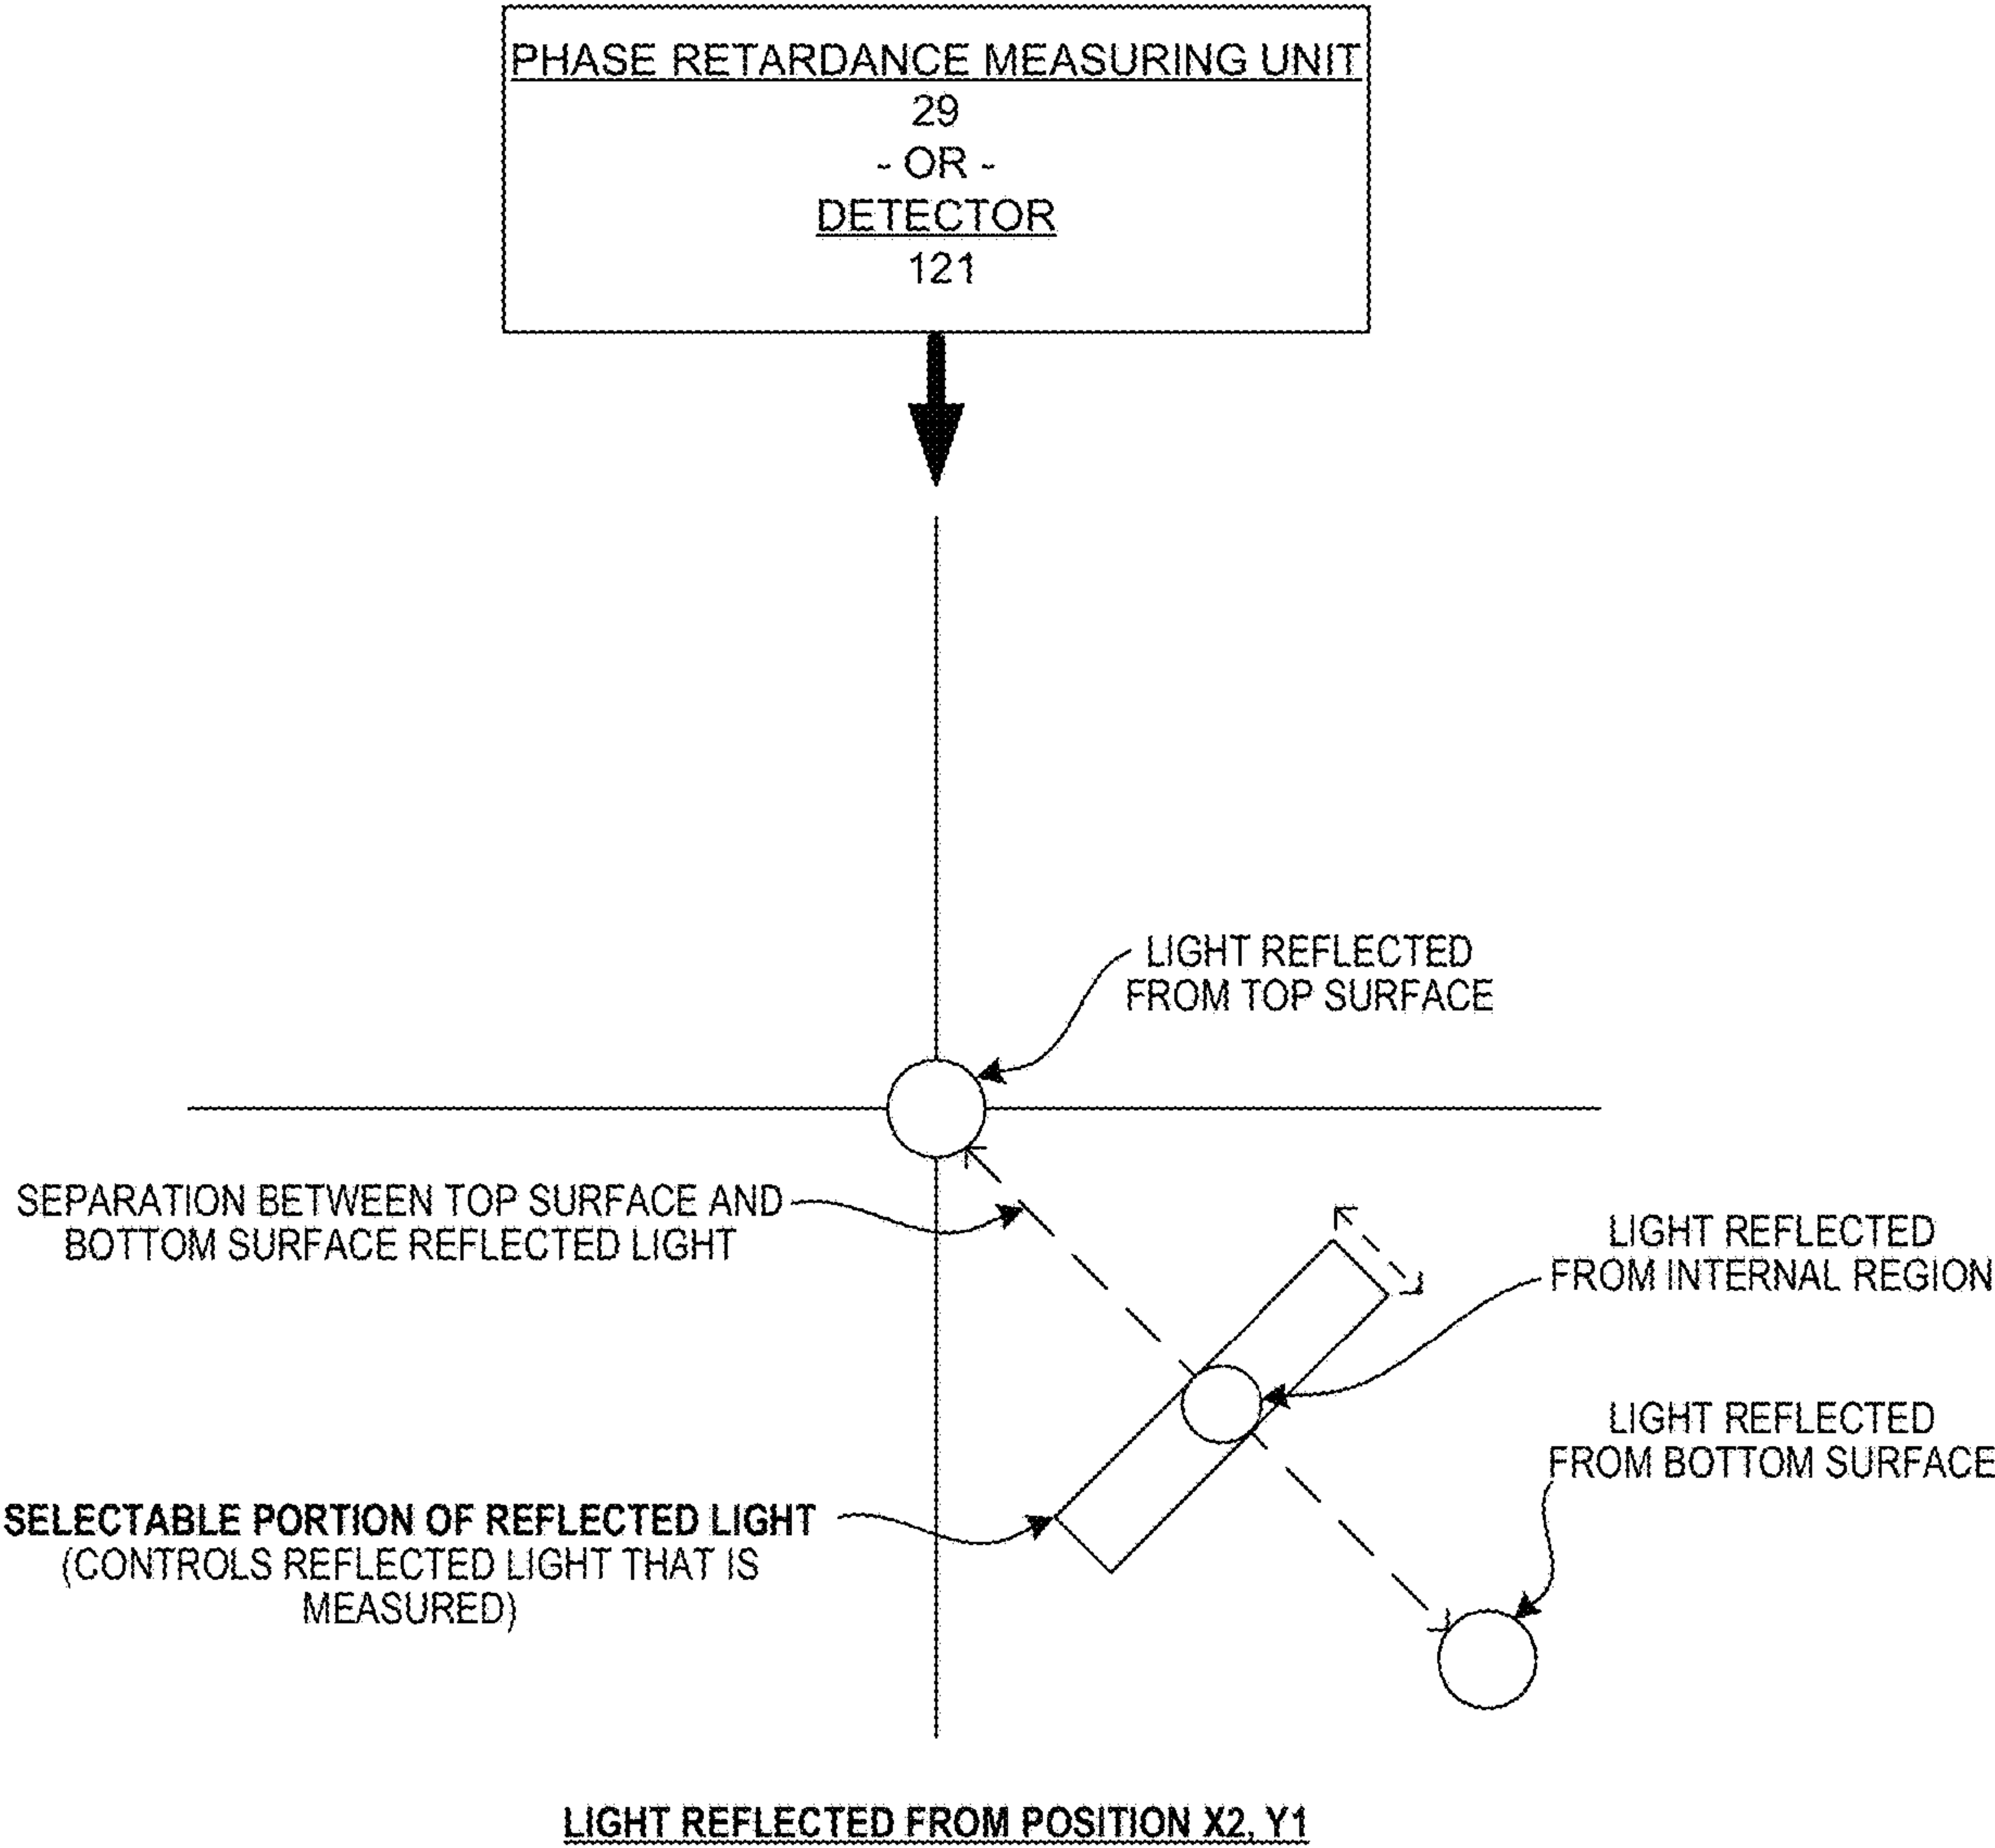 PHASE RETARDANCE MEASURING UNIT
29
- OR -
DETECTOR
121
LIGHT REFLECTED
FROM TOP SURFACE
SEPARATION BETWEEN TOP SURFACE AND
BOTTOM SURFACE REFLECTED LIGHT
LIGHT REFLECTED
FROM INTERNAL REGION
LIGHT REFLECTED
FROM BOTTOM SURFACE
SELECTABLE PORTION OF REFLECTED LIGHT
(CONTROLS REFLECTED LIGHT THAT IS
MEASURED)
LIGHT REFLECTED FROM POSITION X2, Y1